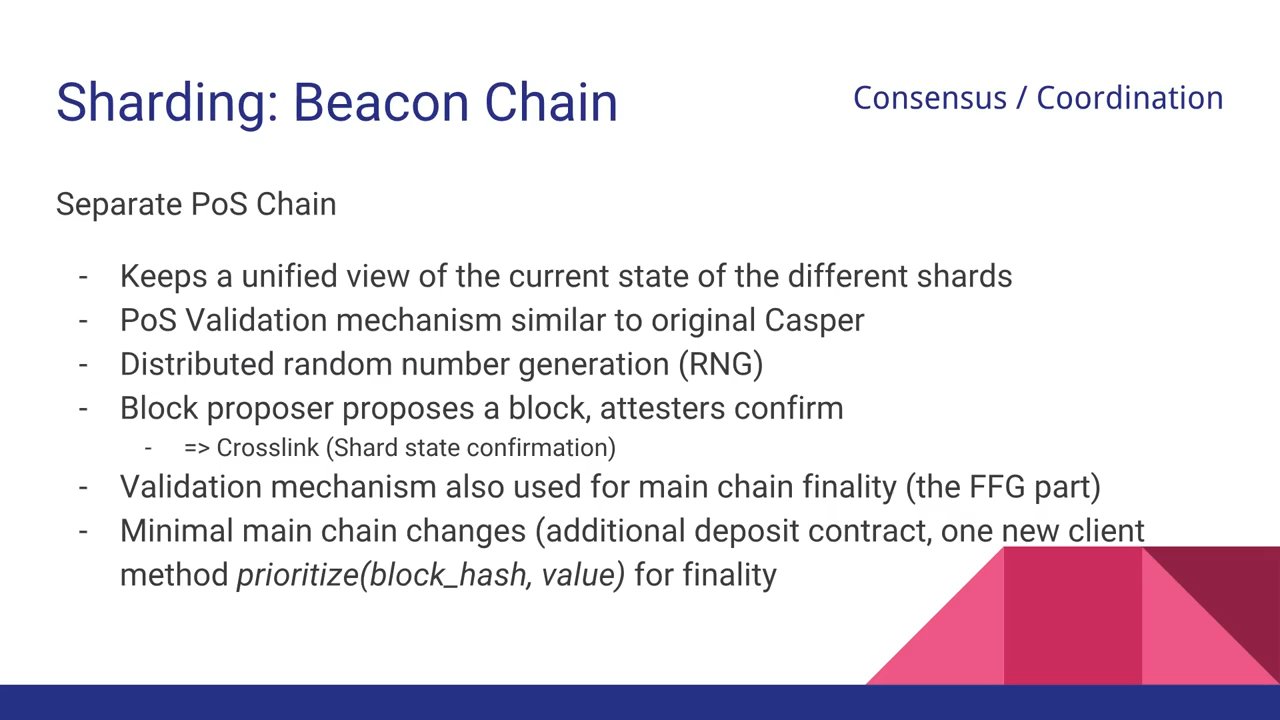 Sharding: Beacon Chain
Consensus / Coordination
Separate PoS Chain
- Keeps a unified view of the current state of the different shards
- PoS Validation mechanism similar to original Casper
- Distributed random number generation (RNG)
- Block proposer proposes a block, attesters confirm
- => Crosslink (Shard state confirmation)
- Validation mechanism also used for main chain finality (the FFG part)
- Minimal main chain changes (additional deposit contract, one new client
method prioritize(block_hash, value) for finality